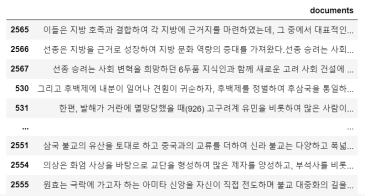 documents
2565 이들은 지방 호족과 결합하여 각 지방에 근거지를 마련하였는데, 그 중에서 대표적인...
2566 선종은 지방을 근거로 성장하여 지방 문화 역량의 증대를 가져왔다.선종 승려는 사회...
2567 선종 승려는 사회 변혁을 희망하던 6두품 지식인과 함께 새로운 고려 사회 건설에...
530 그리고 후백제에 내분이 일어나 견훤이 귀순하자, 후백제를 정벌하여 후삼국을 통일하...
531 한편, 발해가 거란에 멸망당했을 때(926) 고구려계 유민을 비롯하여 많은 사람이...
... ...
2551 삼국 불교의 유산을 토대로 하고 중국과의 교류를 더하여 신라 불교는 다양하고 폭넓...
2554 의상은 화엄 사상을 바탕으로 교단을 형성하여 많은 제자를 양성하고, 부석사를 비롯...
2555 원효는 극락에 가고자 하는 아미타 신앙을 자신이 직접 전도하며 불교 대중화의 길을...